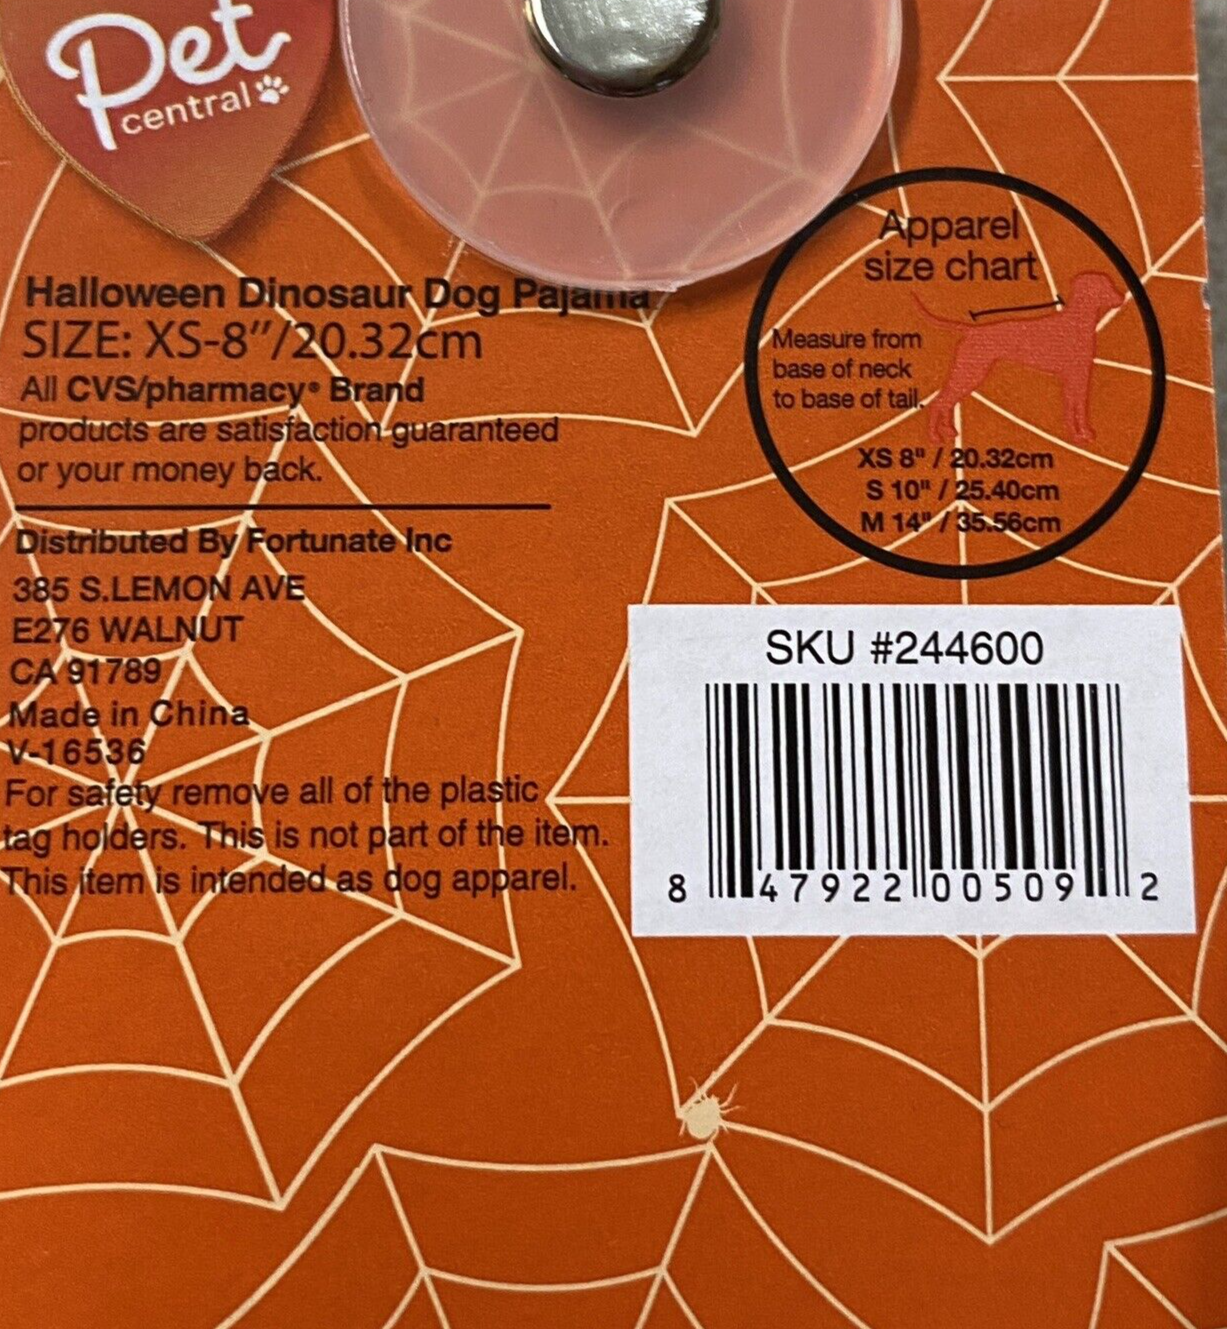 Pet
central
Halloween Dinosaur Dog Pajama
SIZE: XS-8"/20.32cm
All CVS/pharmacy® Brand
products are satisfaction guaranteed
or your money back.
Distributed By Fortunate Inc
385 S.LEMON AVE
E276 WALNUT
CA 91789
Made in China
V-16536
For safety remove all of the plastic
tag holders. This is not part of the item.
This item is intended as dog apparel.
Apparel
size chart
Measure from
base of neck
to base of tail.
XS 8" / 20.32cm
S 10" / 25.40cm
M 14" / 35.56cm
SKU #244600
8 47922 00509 2